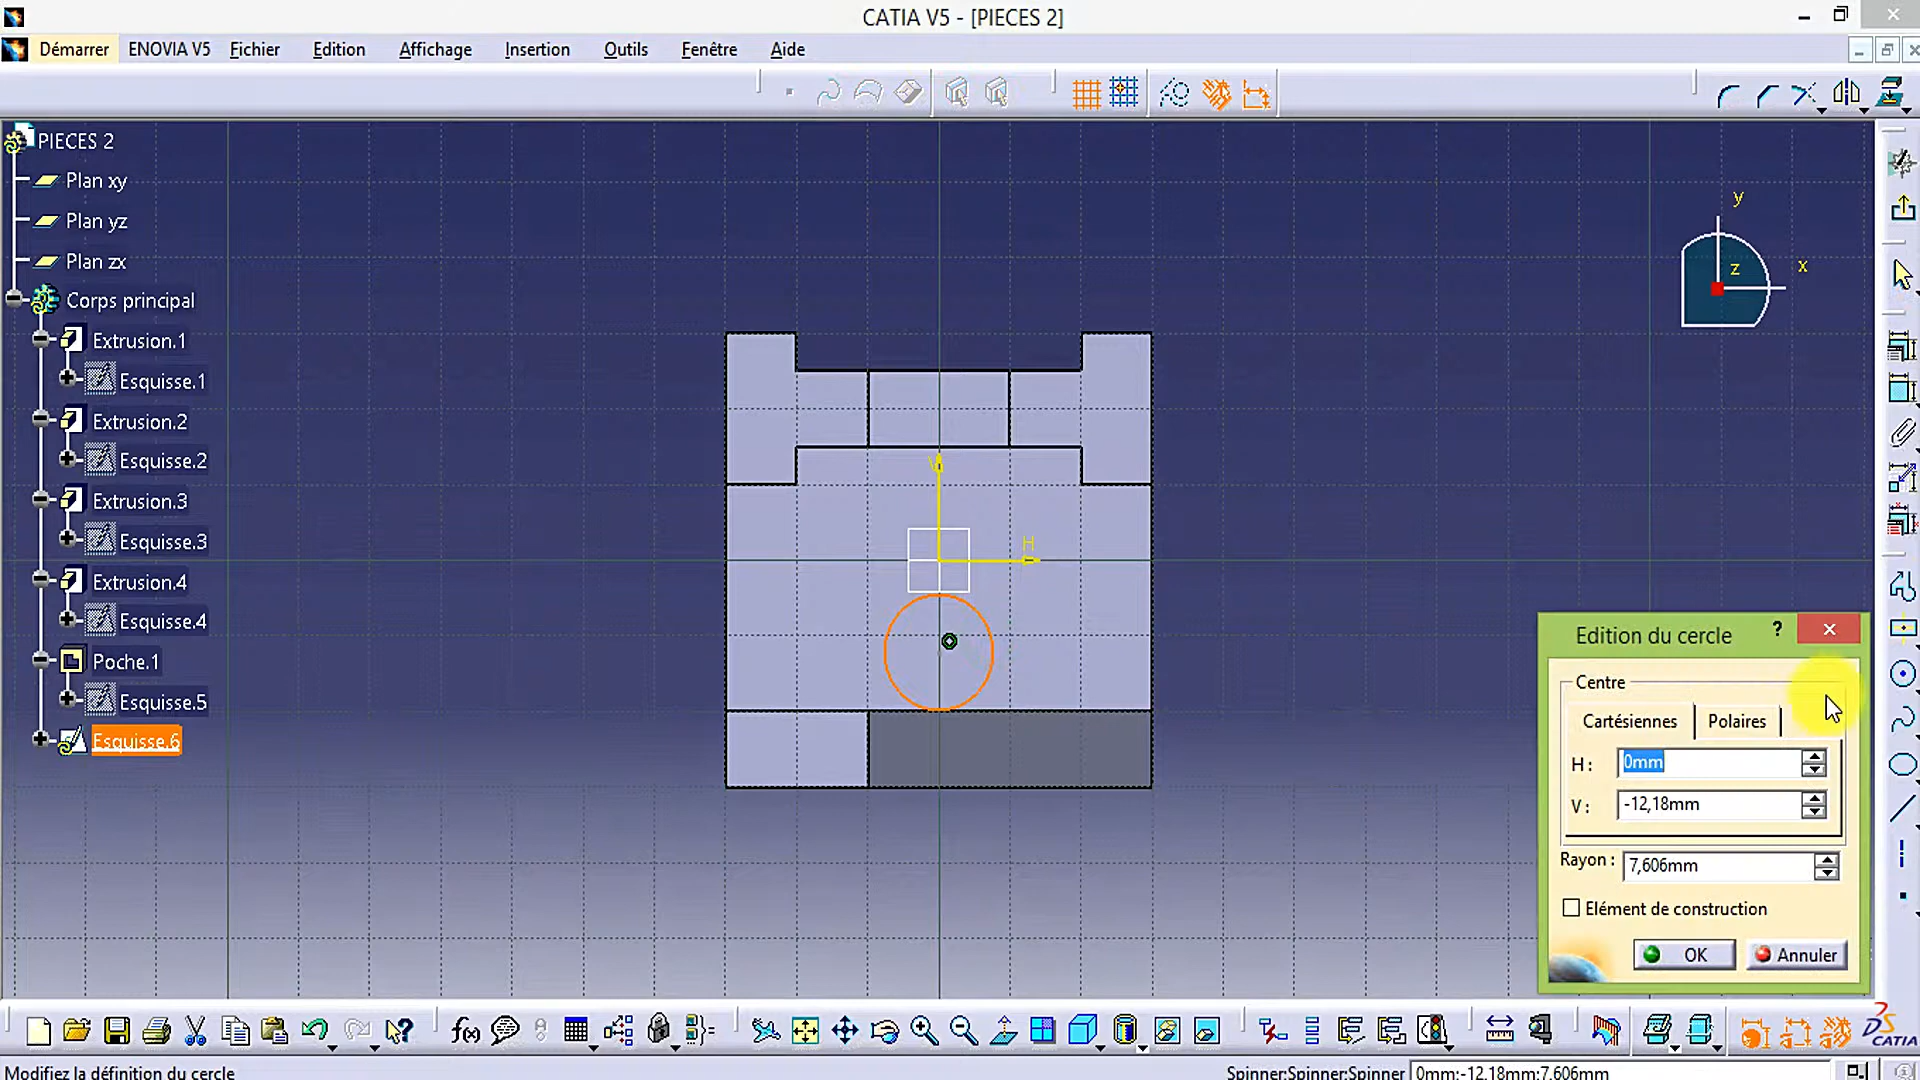 CATIA V5 - [PIECES 2]
Démarrer ENOVIA V5 Fichier Edition Affichage Insertion Outils Fenêtre Aide
PIECES 2
Plan xy
Plan yz
Plan zx
Corps principal
Extrusion.1
Esquisse.1
Extrusion.2
Esquisse.2
Extrusion.3
Esquisse.3
Extrusion.4
Esquisse.4
Poche.1
Esquisse.5
Esquisse.6
V
H
y
z
x
Edition du cercle ?
Centre
Cartésiennes Polaires
H : 0mm
V : -12,18mm
Rayon : 7,606mm
Elément de construction
OK Annuler
f(x)
CATIA
Modifiez la définition du cercle
Spinner;Spinner;Spinner 0mm;-12,18mm;7,606mm